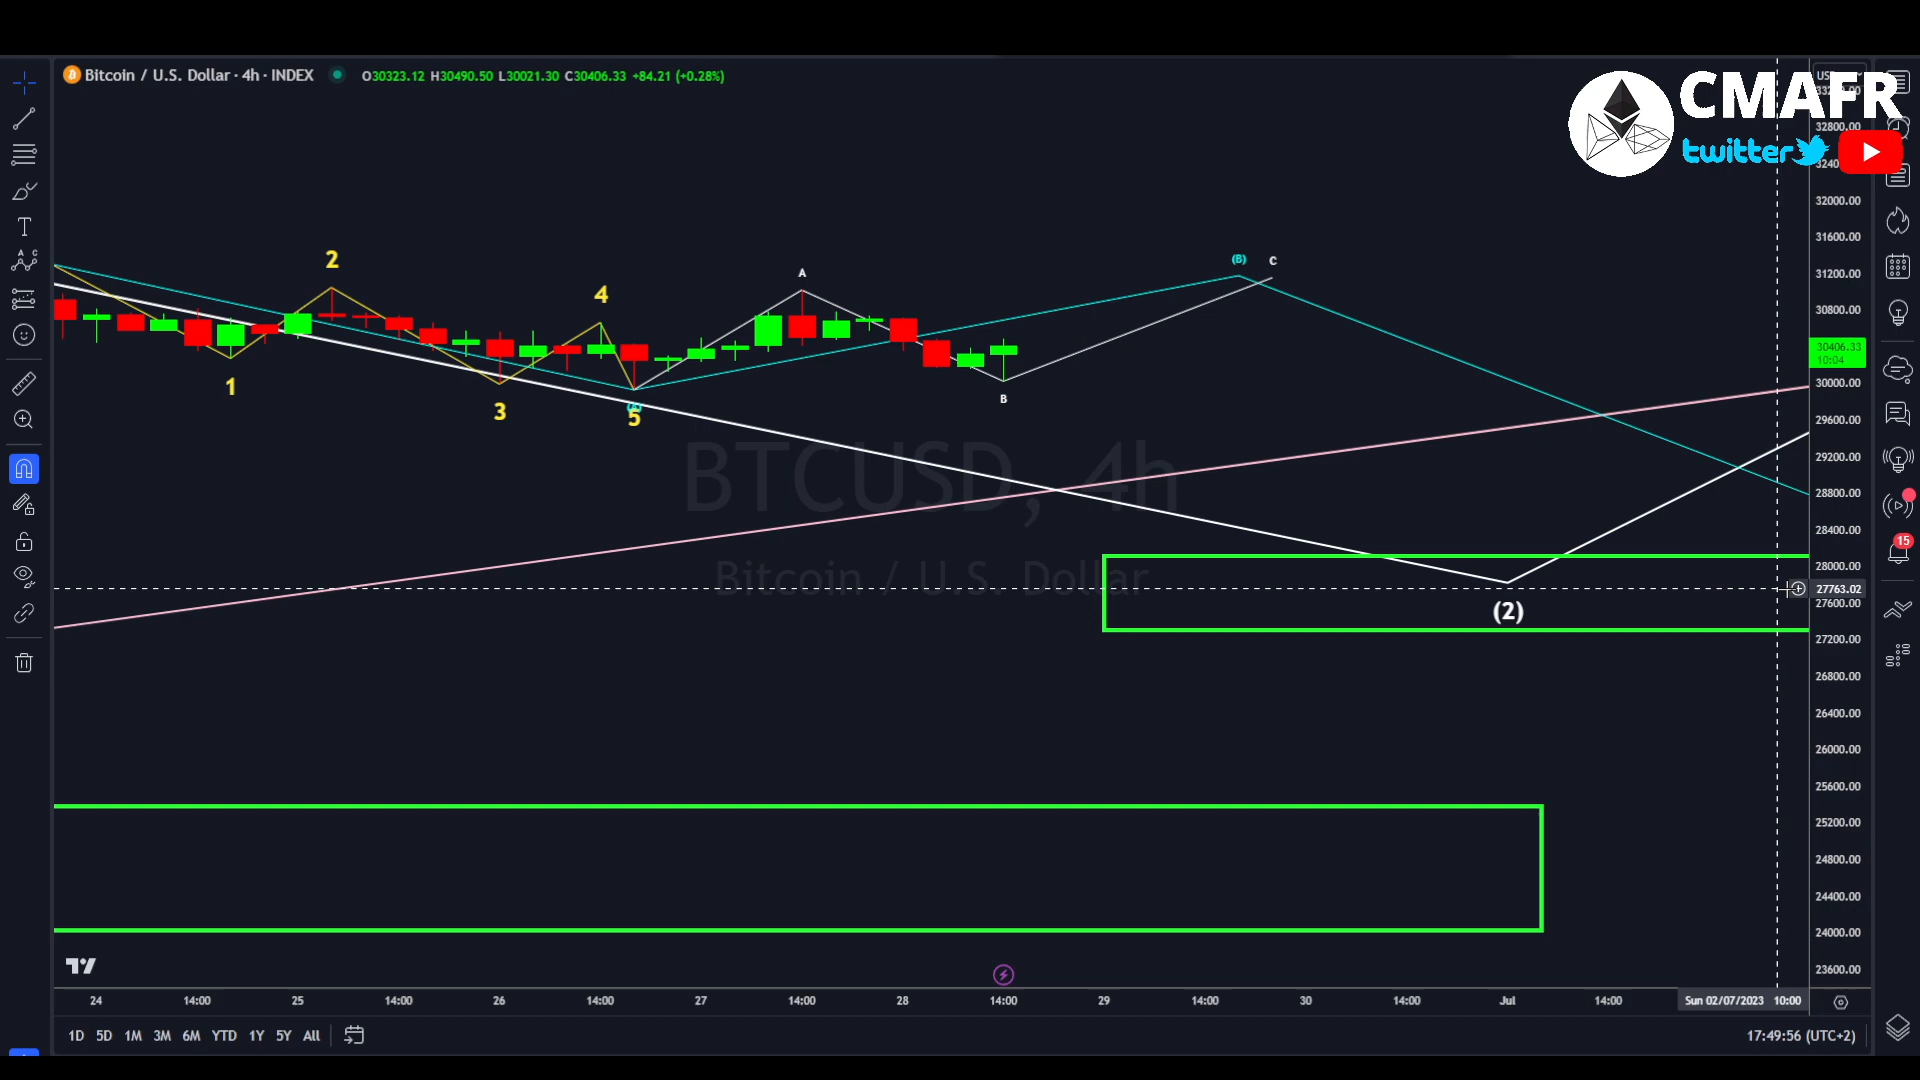 Bitcoin / U.S. Dollar · 4h · INDEX O30323.12 H30490.50 L30021.30 C30406.33 +84.21 (+0.28%)
CMAFR
twitter
32800.00
32000.00
31600.00
31200.00
30800.00
30406.33
10:04
30000.00
29600.00
29200.00
28800.00
28400.00
28000.00
27763.02
27600.00
27200.00
26800.00
26400.00
26000.00
25600.00
25200.00
24800.00
24400.00
24000.00
23600.00
15
2
4
A
(B) C
1
3
5
B
BTCUSD, 4h
Bitcoin / U.S. Dollar
(2)
24 14:00 25 14:00 26 14:00 27 14:00 28 14:00 29 14:00 30 14:00 Jul 14:00 Sun 02/07/2023 10:00
1D 5D 1M 3M 6M YTD 1Y 5Y All
17:49:56 (UTC+2)